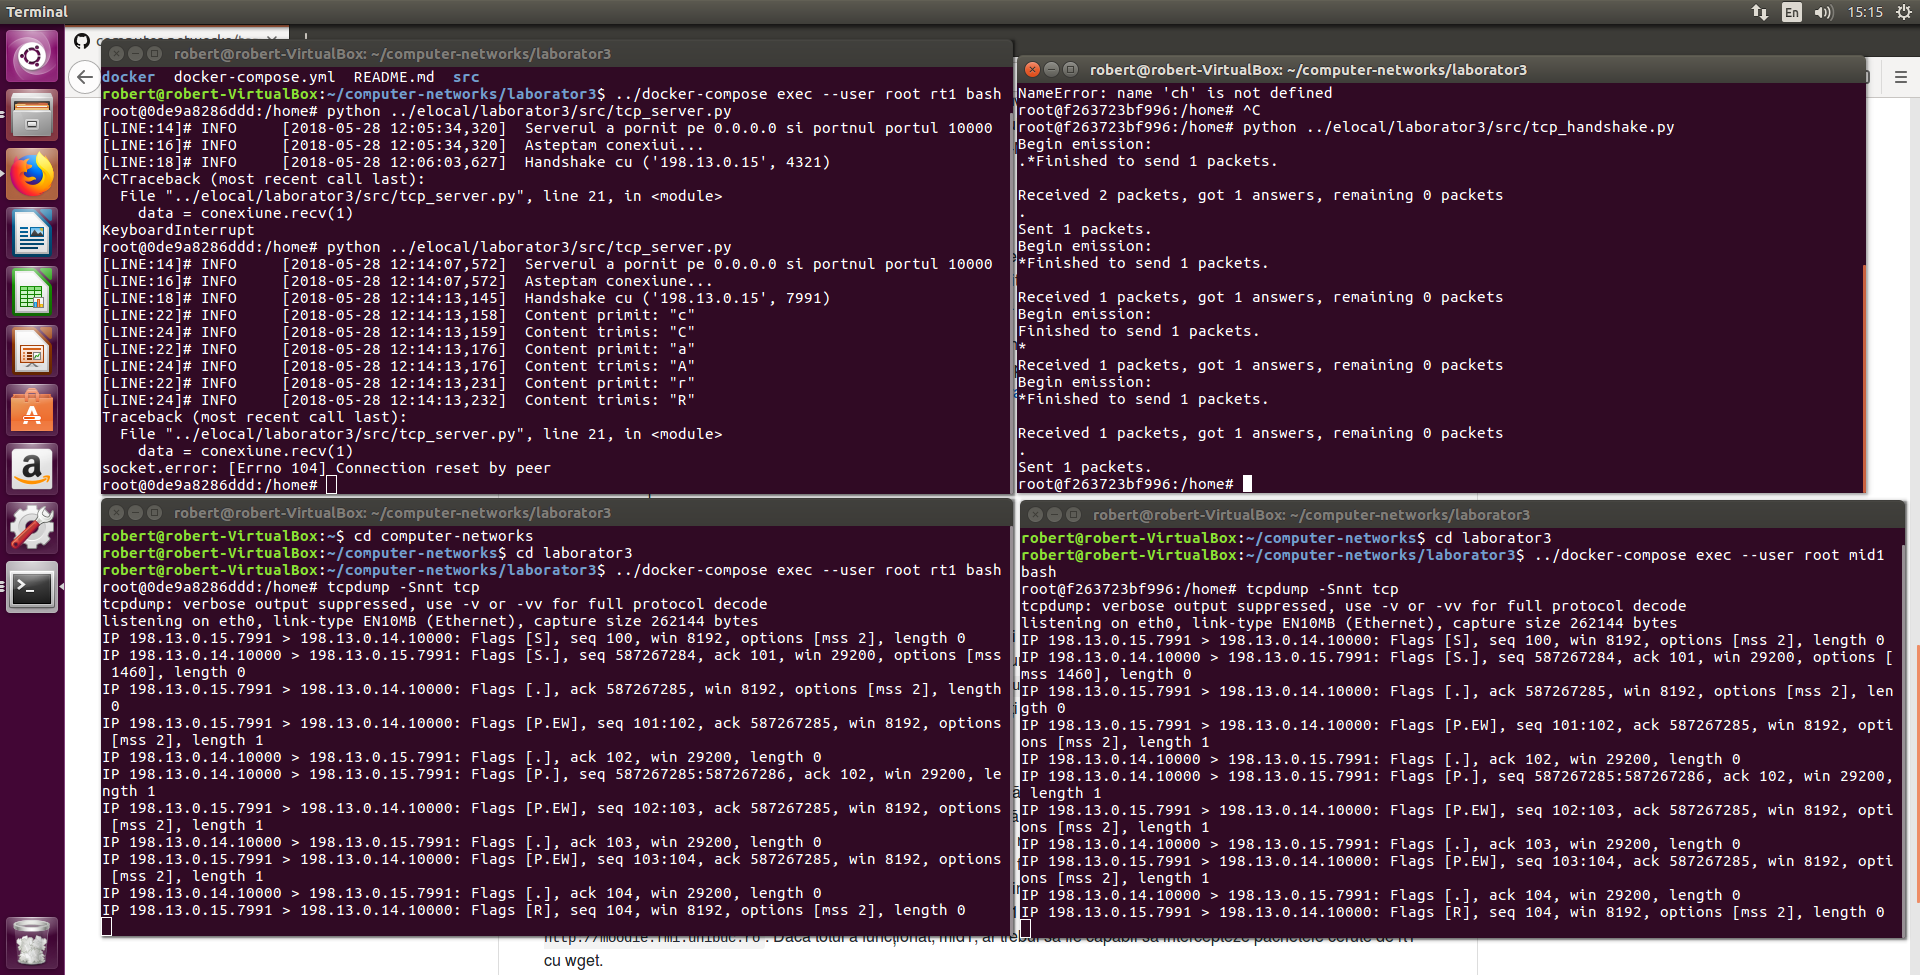 Terminal
En
15:15
robert@robert-VirtualBox: ~/computer-networks/laborator3
docker  docker-compose.yml  README.md  src
robert@robert-VirtualBox:~/computer-networks/laborator3$ ../docker-compose exec --user root rt1 bash
root@0de9a8286ddd:/home# python ../elocal/laborator3/src/tcp_server.py
[LINE:14]# INFO     [2018-05-28 12:05:34,320]  Serverul a pornit pe 0.0.0.0 si portnul portul 10000
[LINE:16]# INFO     [2018-05-28 12:05:34,320]  Asteptam conexiui...
[LINE:18]# INFO     [2018-05-28 12:06:03,627]  Handshake cu ('198.13.0.15', 4321)
^CTraceback (most recent call last):
  File "../elocal/laborator3/src/tcp_server.py", line 21, in <module>
    data = conexiune.recv(1)
KeyboardInterrupt
root@0de9a8286ddd:/home# python ../elocal/laborator3/src/tcp_server.py
[LINE:14]# INFO     [2018-05-28 12:14:07,572]  Serverul a pornit pe 0.0.0.0 si portnul portul 10000
[LINE:16]# INFO     [2018-05-28 12:14:07,572]  Asteptam conexiune...
[LINE:18]# INFO     [2018-05-28 12:14:13,145]  Handshake cu ('198.13.0.15', 7991)
[LINE:22]# INFO     [2018-05-28 12:14:13,158]  Content primit: "c"
[LINE:24]# INFO     [2018-05-28 12:14:13,159]  Content trimis: "C"
[LINE:22]# INFO     [2018-05-28 12:14:13,176]  Content primit: "a"
[LINE:24]# INFO     [2018-05-28 12:14:13,176]  Content trimis: "A"
[LINE:22]# INFO     [2018-05-28 12:14:13,231]  Content primit: "r"
[LINE:24]# INFO     [2018-05-28 12:14:13,232]  Content trimis: "R"
Traceback (most recent call last):
  File "../elocal/laborator3/src/tcp_server.py", line 21, in <module>
    data = conexiune.recv(1)
socket.error: [Errno 104] Connection reset by peer
root@0de9a8286ddd:/home#
robert@robert-VirtualBox: ~/computer-networks/laborator3
NameError: name 'ch' is not defined
root@f263723bf996:/home# ^C
root@f263723bf996:/home# python ../elocal/laborator3/src/tcp_handshake.py
Begin emission:
.*Finished to send 1 packets.
Received 2 packets, got 1 answers, remaining 0 packets
.
Sent 1 packets.
Begin emission:
*Finished to send 1 packets.
Received 1 packets, got 1 answers, remaining 0 packets
Begin emission:
Finished to send 1 packets.
*
Received 1 packets, got 1 answers, remaining 0 packets
Begin emission:
*Finished to send 1 packets.
Received 1 packets, got 1 answers, remaining 0 packets
.
Sent 1 packets.
root@f263723bf996:/home#
robert@robert-VirtualBox: ~/computer-networks/laborator3
robert@robert-VirtualBox:~$ cd computer-networks
robert@robert-VirtualBox:~/computer-networks$ cd laborator3
robert@robert-VirtualBox:~/computer-networks/laborator3$ ../docker-compose exec --user root rt1 bash
root@0de9a8286ddd:/home# tcpdump -Snnt tcp
tcpdump: verbose output suppressed, use -v or -vv for full protocol decode
listening on eth0, link-type EN10MB (Ethernet), capture size 262144 bytes
IP 198.13.0.15.7991 > 198.13.0.14.10000: Flags [S], seq 100, win 8192, options [mss 2], length 0
IP 198.13.0.14.10000 > 198.13.0.15.7991: Flags [S.], seq 587267284, ack 101, win 29200, options [mss
 1460], length 0
IP 198.13.0.15.7991 > 198.13.0.14.10000: Flags [.], ack 587267285, win 8192, options [mss 2], length
 0
IP 198.13.0.15.7991 > 198.13.0.14.10000: Flags [P.EW], seq 101:102, ack 587267285, win 8192, options
 [mss 2], length 1
IP 198.13.0.14.10000 > 198.13.0.15.7991: Flags [.], ack 102, win 29200, length 0
IP 198.13.0.14.10000 > 198.13.0.15.7991: Flags [P.], seq 587267285:587267286, ack 102, win 29200, le
ngth 1
IP 198.13.0.15.7991 > 198.13.0.14.10000: Flags [P.EW], seq 102:103, ack 587267285, win 8192, options
 [mss 2], length 1
IP 198.13.0.14.10000 > 198.13.0.15.7991: Flags [.], ack 103, win 29200, length 0
IP 198.13.0.15.7991 > 198.13.0.14.10000: Flags [P.EW], seq 103:104, ack 587267285, win 8192, options
 [mss 2], length 1
IP 198.13.0.14.10000 > 198.13.0.15.7991: Flags [.], ack 104, win 29200, length 0
IP 198.13.0.15.7991 > 198.13.0.14.10000: Flags [R], seq 104, win 8192, options [mss 2], length 0
robert@robert-VirtualBox: ~/computer-networks/laborator3
robert@robert-VirtualBox:~/computer-networks$ cd laborator3
robert@robert-VirtualBox:~/computer-networks/laborator3$ ../docker-compose exec --user root mid1
bash
root@f263723bf996:/home# tcpdump -Snnt tcp
tcpdump: verbose output suppressed, use -v or -vv for full protocol decode
listening on eth0, link-type EN10MB (Ethernet), capture size 262144 bytes
IP 198.13.0.15.7991 > 198.13.0.14.10000: Flags [S], seq 100, win 8192, options [mss 2], length 0
IP 198.13.0.14.10000 > 198.13.0.15.7991: Flags [S.], seq 587267284, ack 101, win 29200, options [
mss 1460], length 0
IP 198.13.0.15.7991 > 198.13.0.14.10000: Flags [.], ack 587267285, win 8192, options [mss 2], len
gth 0
IP 198.13.0.15.7991 > 198.13.0.14.10000: Flags [P.EW], seq 101:102, ack 587267285, win 8192, opti
ons [mss 2], length 1
IP 198.13.0.14.10000 > 198.13.0.15.7991: Flags [.], ack 102, win 29200, length 0
IP 198.13.0.14.10000 > 198.13.0.15.7991: Flags [P.], seq 587267285:587267286, ack 102, win 29200,
 length 1
IP 198.13.0.15.7991 > 198.13.0.14.10000: Flags [P.EW], seq 102:103, ack 587267285, win 8192, opti
ons [mss 2], length 1
IP 198.13.0.14.10000 > 198.13.0.15.7991: Flags [.], ack 103, win 29200, length 0
IP 198.13.0.15.7991 > 198.13.0.14.10000: Flags [P.EW], seq 103:104, ack 587267285, win 8192, opti
ons [mss 2], length 1
IP 198.13.0.14.10000 > 198.13.0.15.7991: Flags [.], ack 104, win 29200, length 0
IP 198.13.0.15.7991 > 198.13.0.14.10000: Flags [R], seq 104, win 8192, options [mss 2], length 0
http://moodle.fmi.unibuc.ro . Dacă totul a funcționat, mid1, ar trebui să fie capabil să intercepteze pachetele cerute de RT
cu wget.